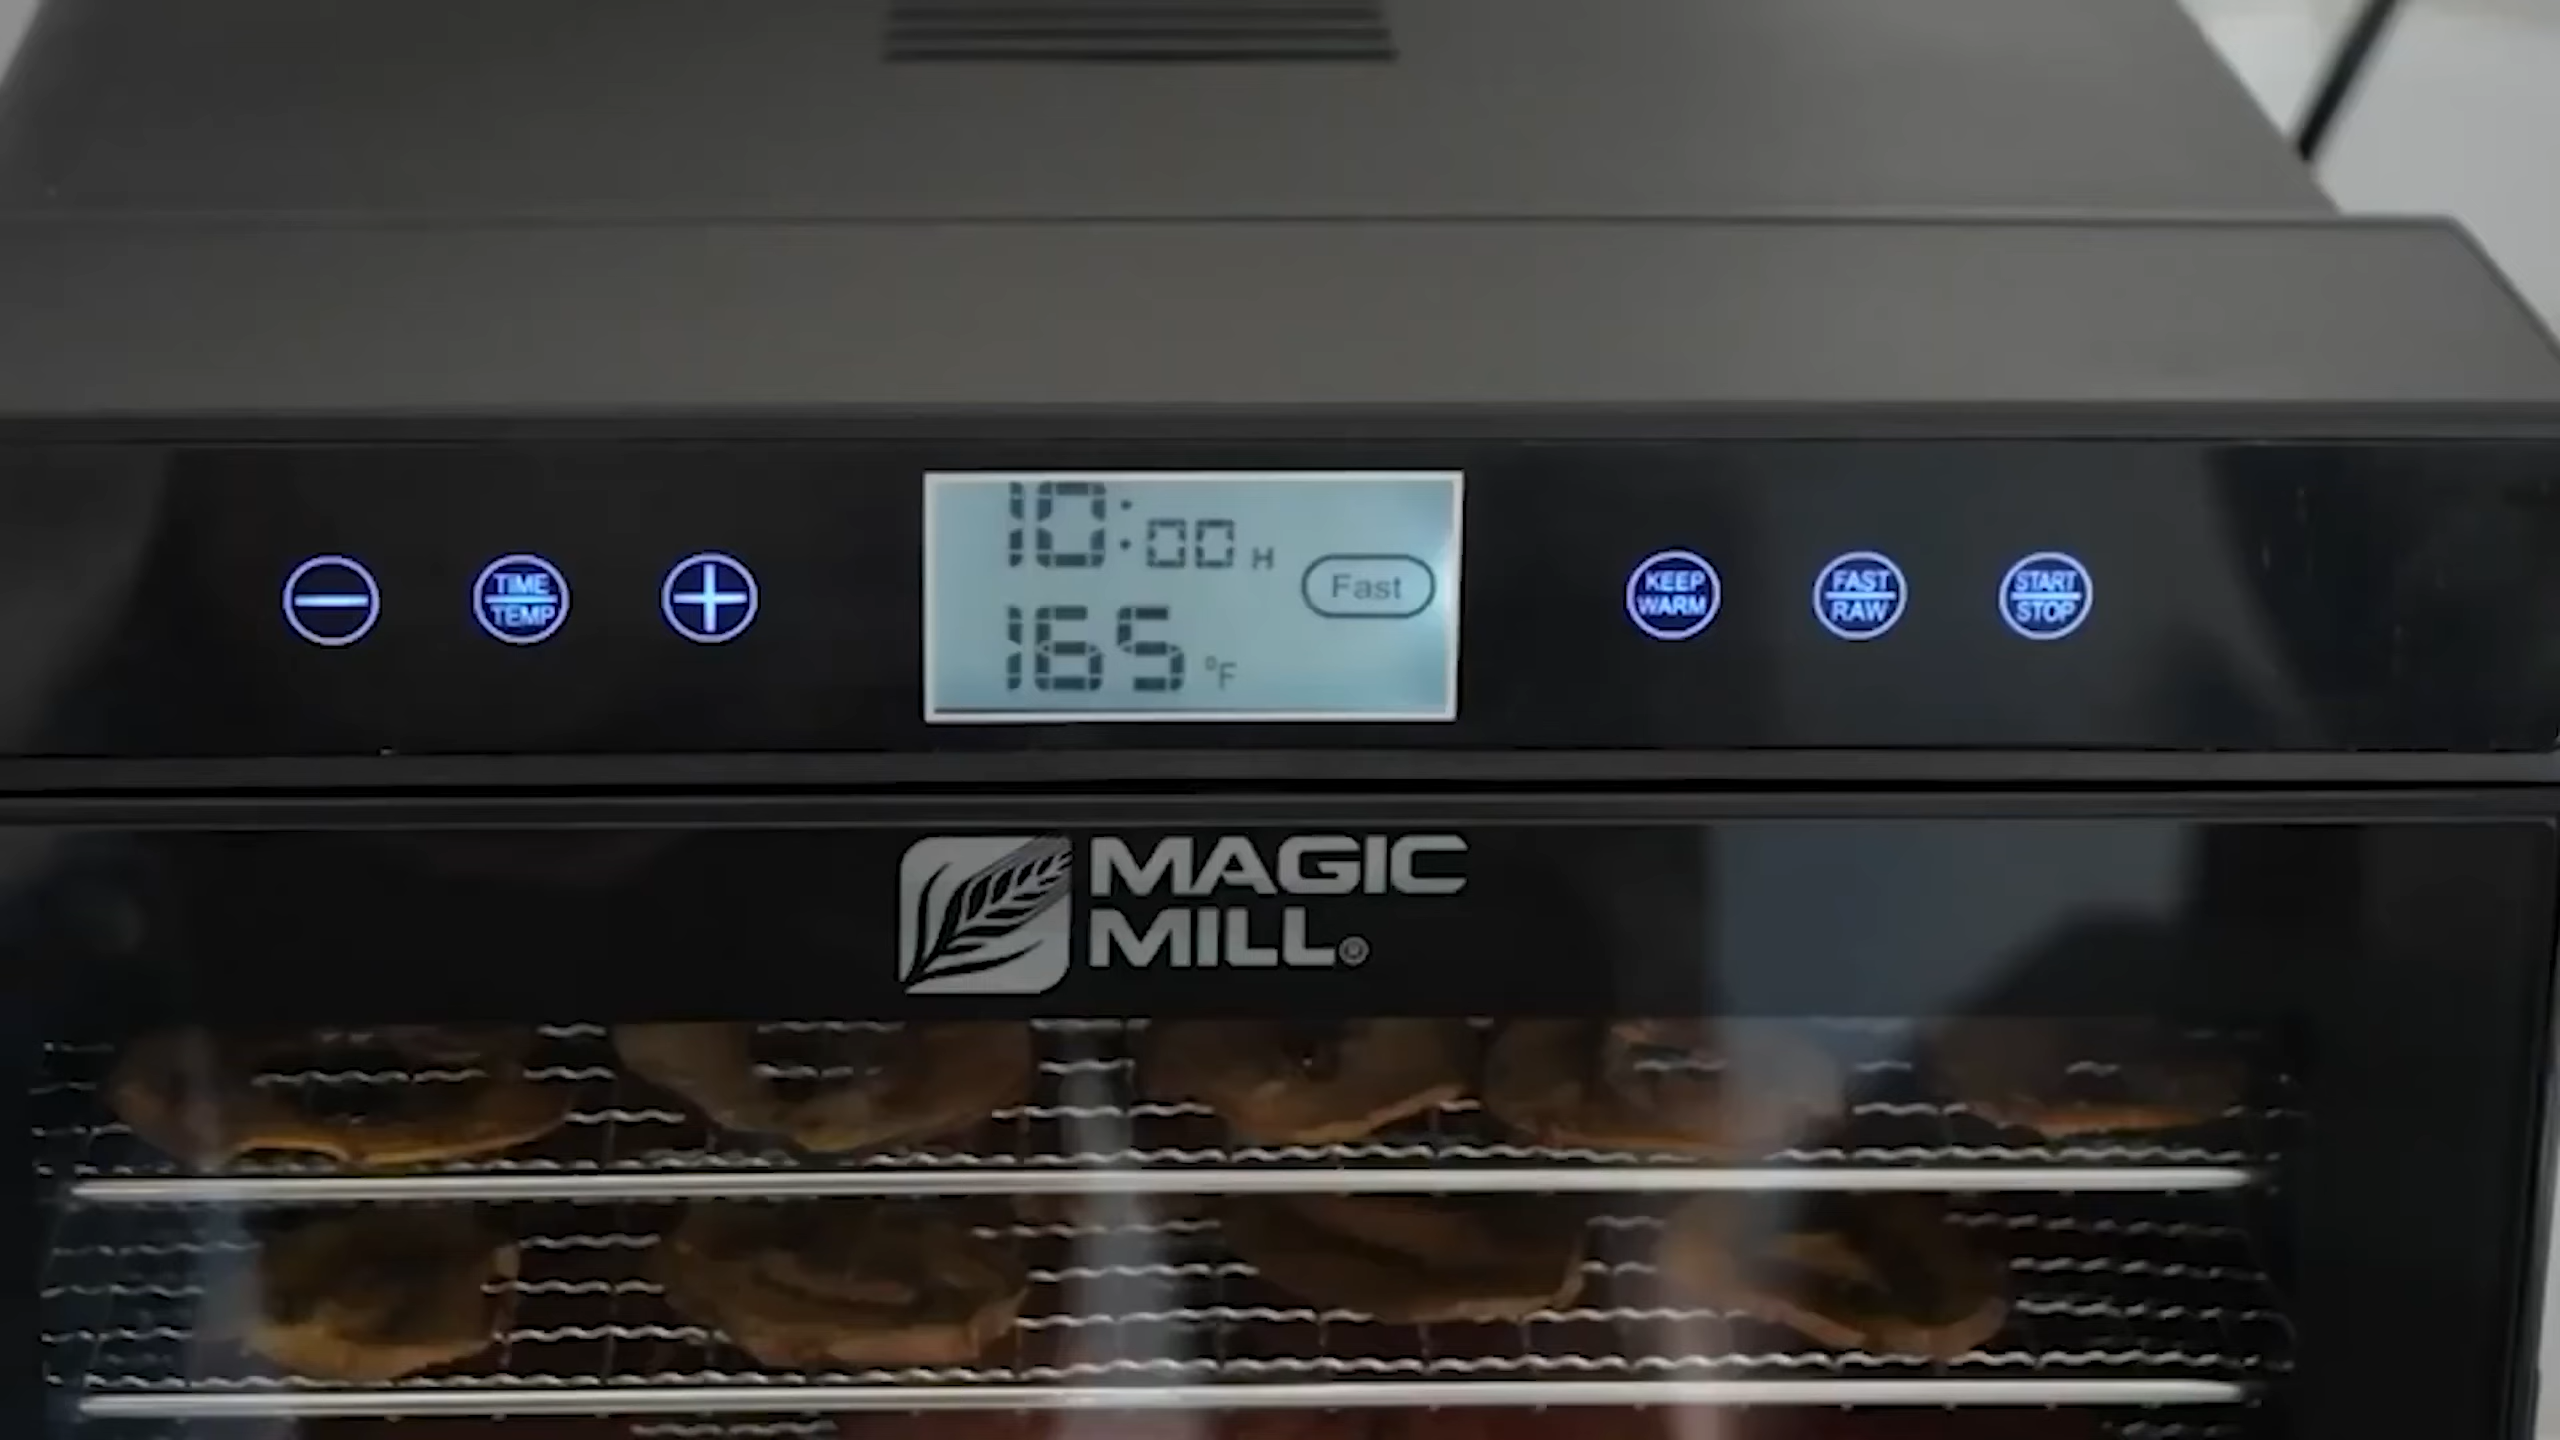 TIME
TEMP
10:00 H
165 °F
Fast
KEEP
WARM
FAST
RAW
START
STOP
MAGIC
MILL®